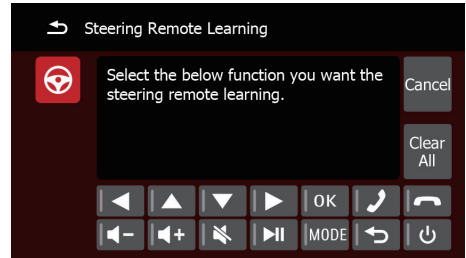 Steering Remote Learning
Select the below function you want the
steering remote learning.
Cancel
Clear
All
OK
MODE